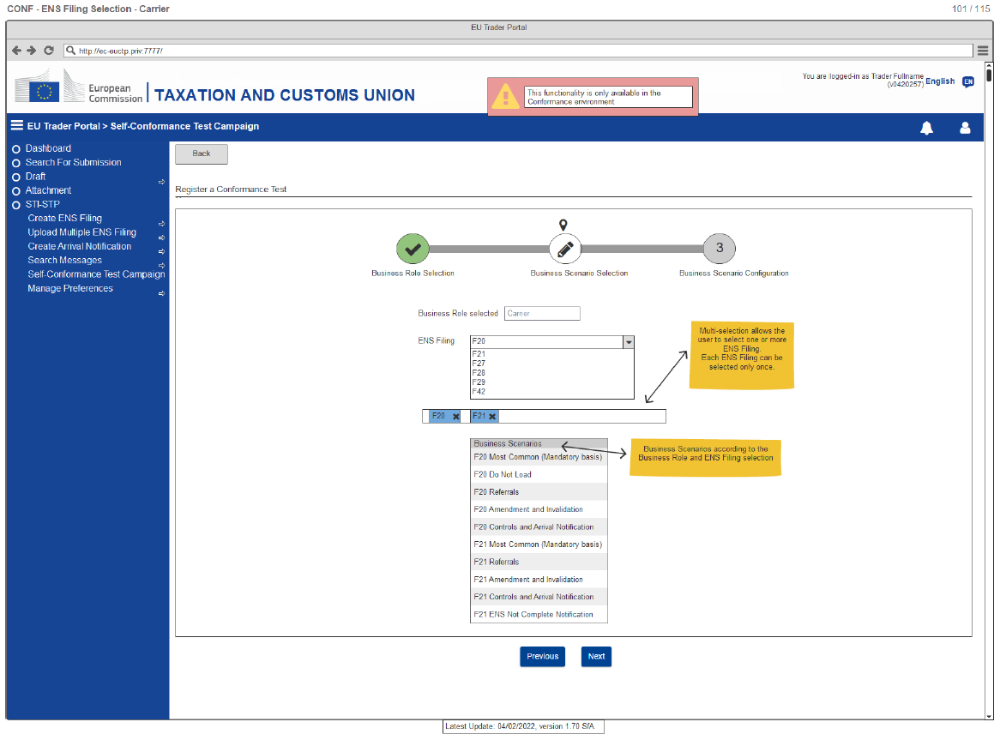 CONF - ENS Filing Selection - Carrier
101 / 115
EU Trader Portal
http://ec-euctp.priv:7777/
European
Commission
TAXATION AND CUSTOMS UNION
This functionality is only available in the
Conformance environment
You are logged-in as Trader Fullname
(v0420257)
English
EN
EU Trader Portal > Self-Conformance Test Campaign
Dashboard
Search For Submission
Draft
Attachment
STI-STP
Create ENS Filing
Upload Multiple ENS Filing
Create Arrival Notification
Search Messages
Self-Conformance Test Campaign
Manage Preferences
Back
Register a Conformance Test
3
Business Role Selection
Business Scenario Selection
Business Scenario Configuration
Business Role selected
Carrier
ENS Filing
F20
F21
F27
F28
F29
F42
Multi-selection allows the
user to select one or more
ENS Filing.
Each ENS Filing can be
selected only once.
F20
F21
Business Scenarios
F20 Most Common (Mandatory basis)
F20 Do Not Load
F20 Referrals
F20 Amendment and Invalidation
F20 Controls and Arrival Notification
F21 Most Common (Mandatory basis)
F21 Referrals
F21 Amendment and Invalidation
F21 Controls and Arrival Notification
F21 ENS Not Complete Notification
Business Scenarios according to the
Business Role and ENS Filing selection
Previous
Next
Latest Update: 04/02/2022, version 1.70 SfA